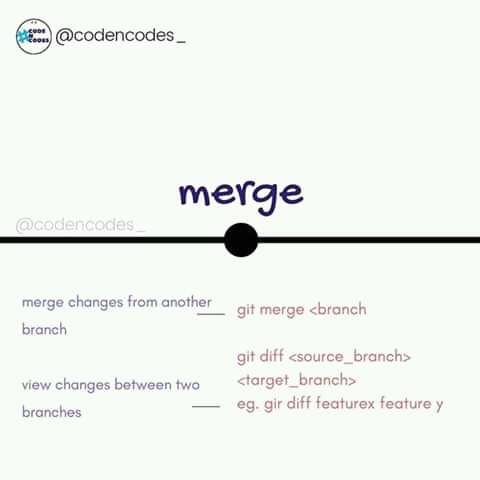 #CODE
N
CODES
@codencodes_
merge
@codencodes_
merge changes from another
branch
git merge <branch
git diff <source_branch>
<target_branch>
view changes between two
branches
eg. gir diff featurex feature y